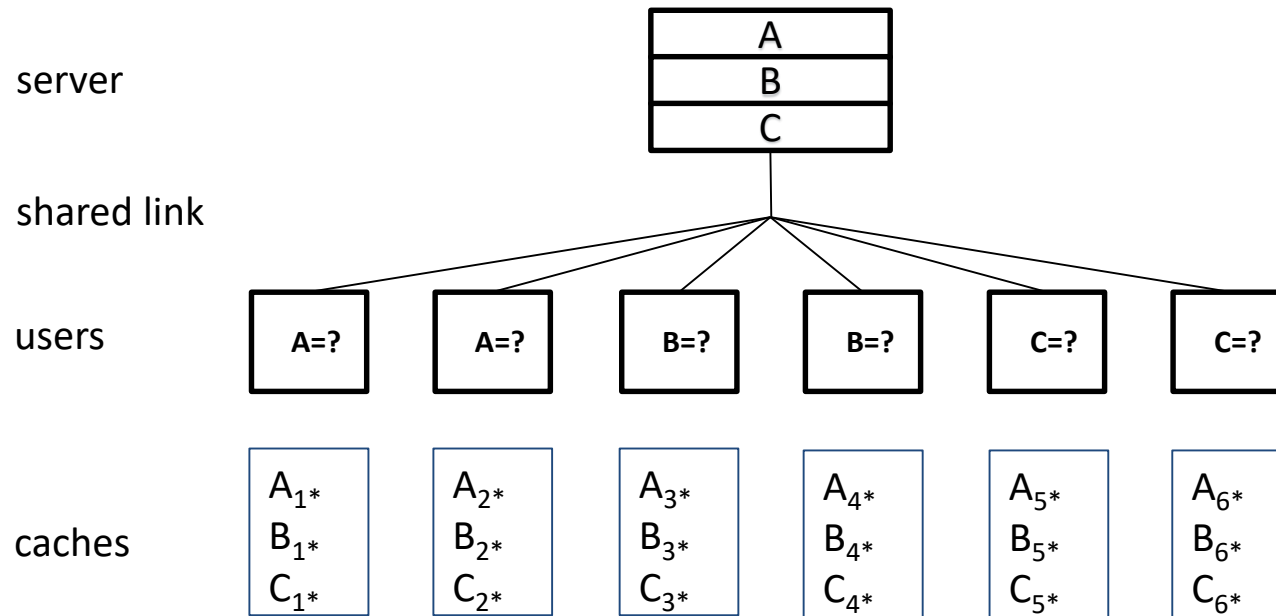 server
A
B
C
shared link
users
A=? A=? B=? B=? C=? C=?
caches
A₁* A₂* A₃* A₄* A₅* A₆*
B₁* B₂* B₃* B₄* B₅* B₆*
C₁* C₂* C₃* C₄* C₅* C₆*